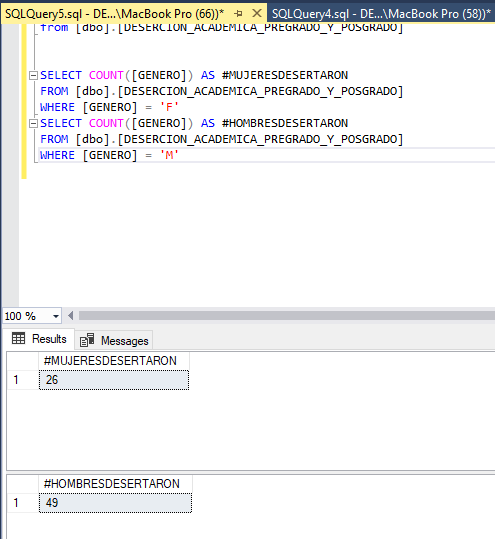 SQLQuery5.sql - DE...\MacBook Pro (66))* SQLQuery4.sql - DE...\MacBook Pro (58))*
from [dbo].[DESERCION_ACADEMICA_PREGRADO_Y_POSGRADO]
SELECT COUNT([GENERO]) AS #MUJERESDESERTARON
FROM [dbo].[DESERCION_ACADEMICA_PREGRADO_Y_POSGRADO]
WHERE [GENERO] = 'F'
SELECT COUNT([GENERO]) AS #HOMBRESDESERTARON
FROM [dbo].[DESERCION_ACADEMICA_PREGRADO_Y_POSGRADO]
WHERE [GENERO] = 'M'
100 %
Results Messages
#MUJERESDESERTARON
1 26
#HOMBRESDESERTARON
1 49